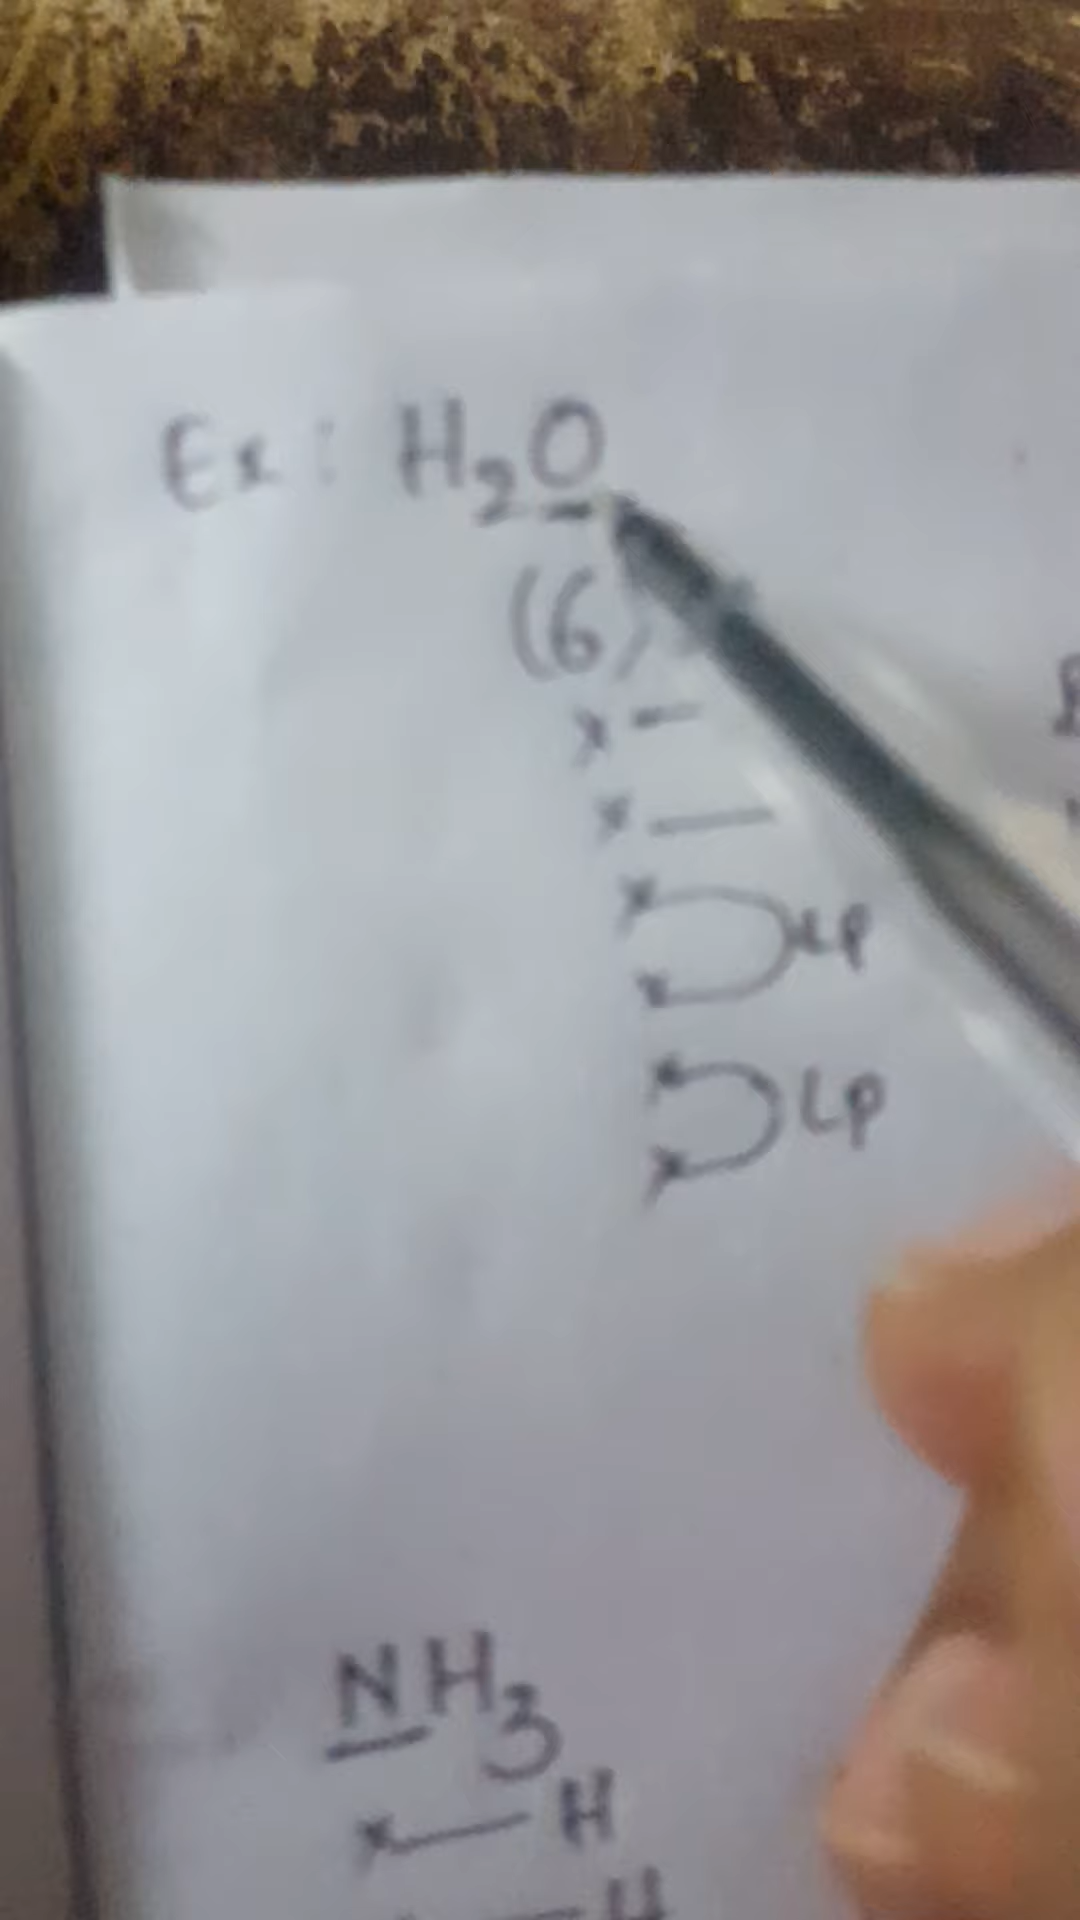 Ex: H₂O
(6)
x —
x —
x
LP
x
x
LP
x
NH₃
x — H
— H